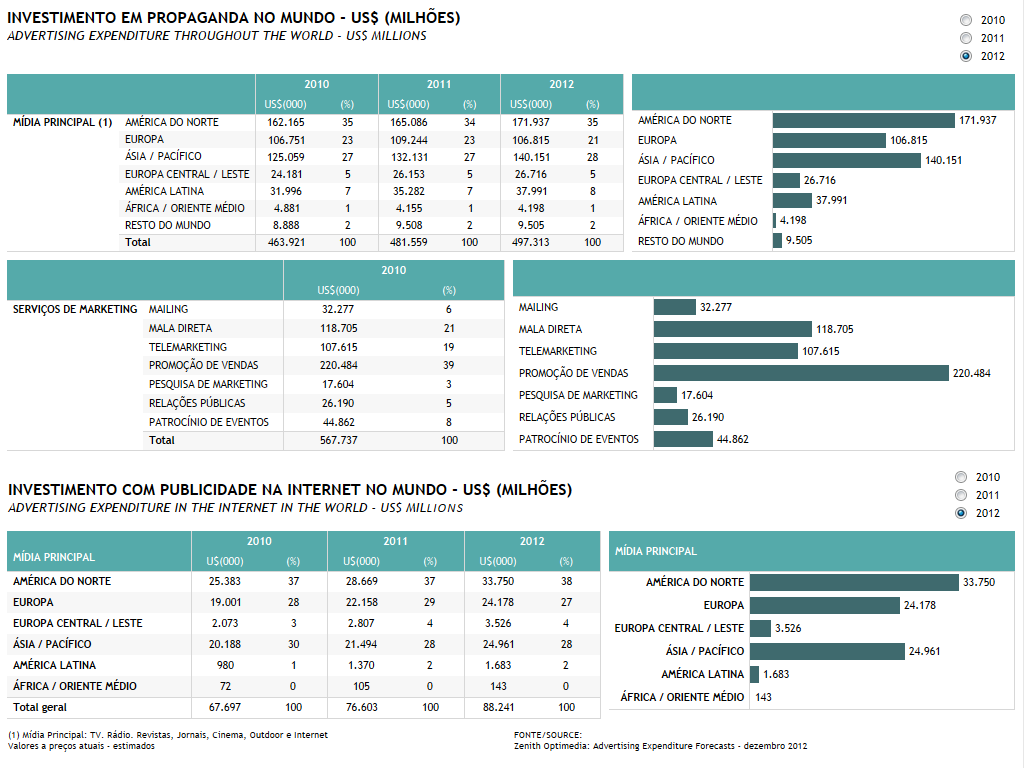 INVESTIMENTO EM PROPAGANDA NO MUNDO - US$ (MILHÕES)
ADVERTISING EXPENDITURE THROUGHOUT THE WORLD - US$ MILLIONS
2010
2011
2012
2010 2011 2012
US$(000) (%) US$(000) (%) US$(000) (%)
MÍDIA PRINCIPAL (1) AMÉRICA DO NORTE 162.165 35 165.086 34 171.937 35
EUROPA 106.751 23 109.244 23 106.815 21
ÁSIA / PACÍFICO 125.059 27 132.131 27 140.151 28
EUROPA CENTRAL / LESTE 24.181 5 26.153 5 26.716 5
AMÉRICA LATINA 31.996 7 35.282 7 37.991 8
ÁFRICA / ORIENTE MÉDIO 4.881 1 4.155 1 4.198 1
RESTO DO MUNDO 8.888 2 9.508 2 9.505 2
Total 463.921 100 481.559 100 497.313 100
AMÉRICA DO NORTE 171.937
EUROPA 106.815
ÁSIA / PACÍFICO 140.151
EUROPA CENTRAL / LESTE 26.716
AMÉRICA LATINA 37.991
ÁFRICA / ORIENTE MÉDIO 4.198
RESTO DO MUNDO 9.505
2010
US$(000) (%)
SERVIÇOS DE MARKETING MAILING 32.277 6
MALA DIRETA 118.705 21
TELEMARKETING 107.615 19
PROMOÇÃO DE VENDAS 220.484 39
PESQUISA DE MARKETING 17.604 3
RELAÇÕES PÚBLICAS 26.190 5
PATROCÍNIO DE EVENTOS 44.862 8
Total 567.737 100
MAILING 32.277
MALA DIRETA 118.705
TELEMARKETING 107.615
PROMOÇÃO DE VENDAS 220.484
PESQUISA DE MARKETING 17.604
RELAÇÕES PÚBLICAS 26.190
PATROCÍNIO DE EVENTOS 44.862
INVESTIMENTO COM PUBLICIDADE NA INTERNET NO MUNDO - US$ (MILHÕES)
ADVERTISING EXPENDITURE IN THE INTERNET IN THE WORLD - US$ MILLIONS
2010
2011
2012
MÍDIA PRINCIPAL 2010 2011 2012
U$(000) (%) U$(000) (%) U$(000) (%)
AMÉRICA DO NORTE 25.383 37 28.669 37 33.750 38
EUROPA 19.001 28 22.158 29 24.178 27
EUROPA CENTRAL / LESTE 2.073 3 2.807 4 3.526 4
ÁSIA / PACÍFICO 20.188 30 21.494 28 24.961 28
AMÉRICA LATINA 980 1 1.370 2 1.683 2
ÁFRICA / ORIENTE MÉDIO 72 0 105 0 143 0
Total geral 67.697 100 76.603 100 88.241 100
MÍDIA PRINCIPAL
AMÉRICA DO NORTE 33.750
EUROPA 24.178
EUROPA CENTRAL / LESTE 3.526
ÁSIA / PACÍFICO 24.961
AMÉRICA LATINA 1.683
ÁFRICA / ORIENTE MÉDIO 143
(1) Mídia Principal: TV. Rádio. Revistas, Jornais, Cinema, Outdoor e Internet
Valores a preços atuais - estimados
FONTE/SOURCE:
Zenith Optimedia: Advertising Expenditure Forecasts - dezembro 2012